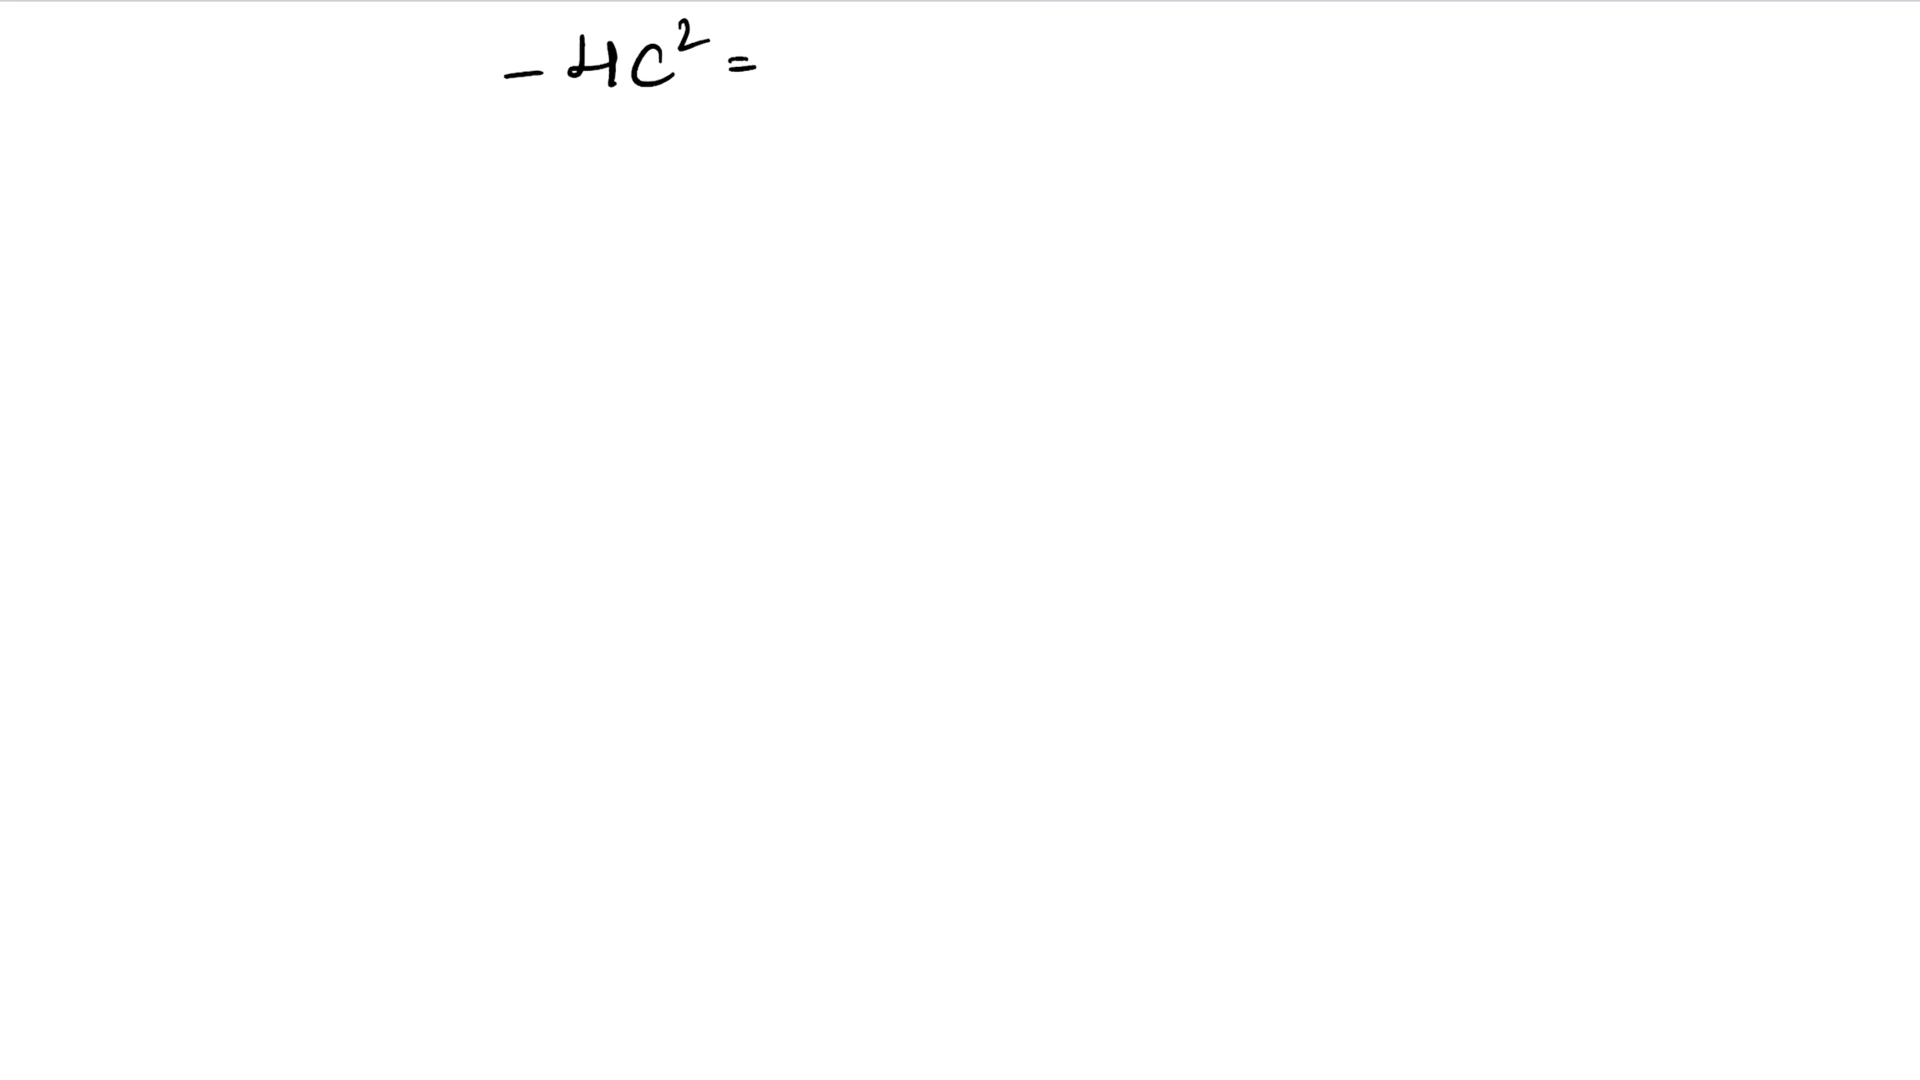 - 4c² =